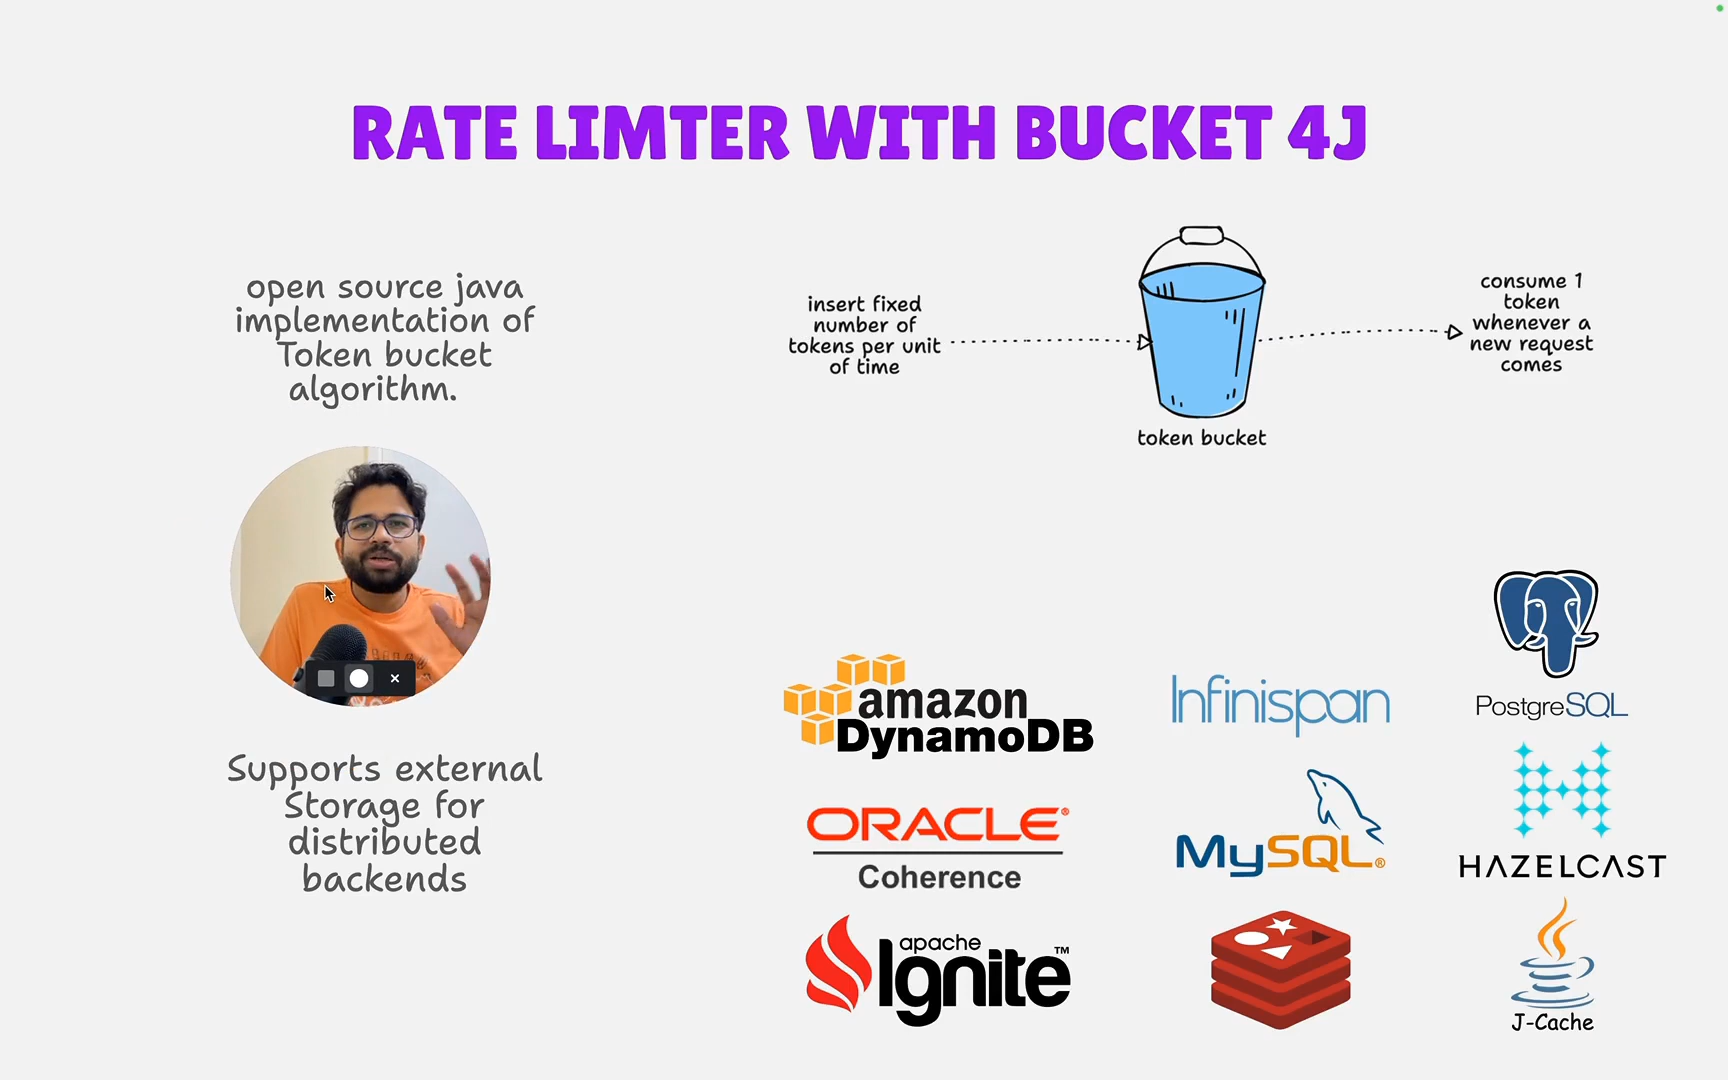 RATE LIMTER WITH BUCKET 4J
open source java
implementation of
Token bucket
algorithm.
insert fixed
number of
tokens per unit
of time
token bucket
consume 1
token
whenever a
new request
comes
Supports external
Storage for
distributed
backends
amazon
DynamoDB
Infinispan
PostgreSQL
ORACLE®
Coherence
MySQL®
HAZELCAST
apache
Ignite™
J-Cache